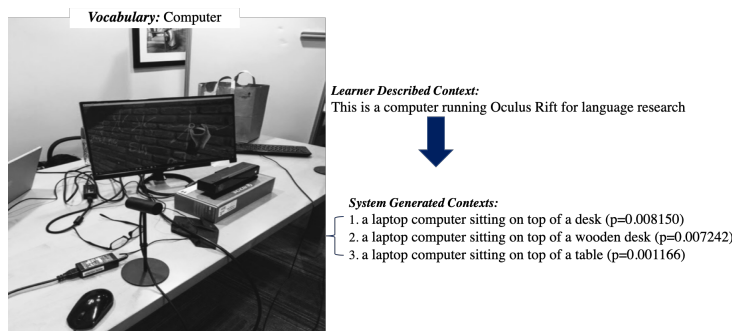 Vocabulary: Computer
Learner Described Context:
This is a computer running Oculus Rift for language research
System Generated Contexts:
1. a laptop computer sitting on top of a desk (p=0.008150)
2. a laptop computer sitting on top of a wooden desk (p=0.007242)
3. a laptop computer sitting on top of a table (p=0.001166)